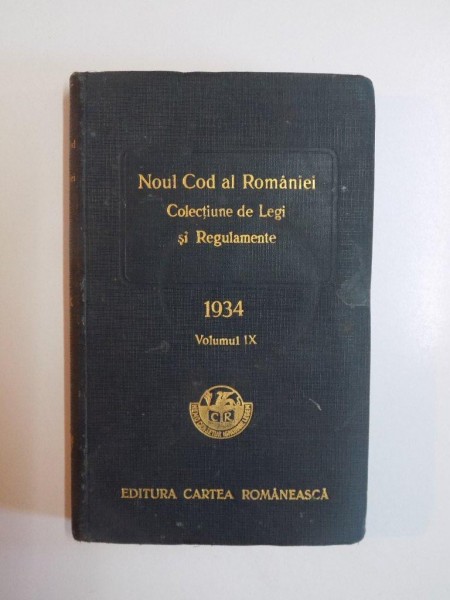 Noul Cod al României
Colecțiune de Legi
și Regulamente
1934
Volumul IX
CR
EDITURA CARTEA ROMÂNEASCĂ